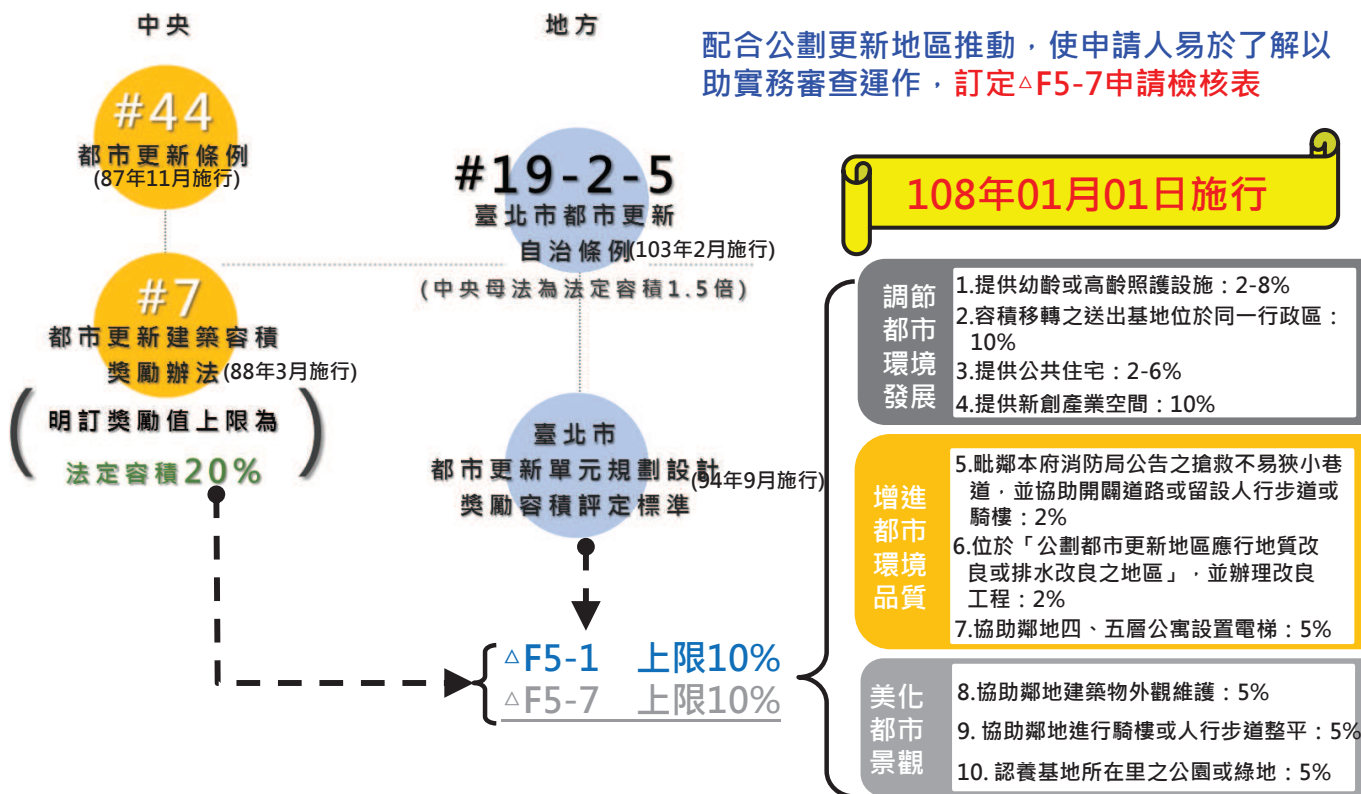 中央
地方
配合公劃更新地區推動，使申請人易於了解以
助實務審查運作，訂定△F5-7申請檢核表
#44
都市更新條例
(87年11月施行)
#19-2-5
臺北市都市更新
自治條例(103年2月施行)
(中央母法為法定容積1.5倍)
#7
都市更新建築容積
獎勵辦法(88年3月施行)
(明訂獎勵值上限為
法定容積20%)
臺北市
都市更新單元規劃設計(94年9月施行)
獎勵容積評定標準
△F5-1 上限10%
△F5-7 上限10%
108年01月01日施行
調節
都市
環境
發展
1.提供幼齡或高齡照護設施：2-8%
2.容積移轉之送出基地位於同一行政區：
10%
3.提供公共住宅：2-6%
4.提供新創產業空間：10%
增進
都市
環境
品質
5.毗鄰本府消防局公告之搶救不易狹小巷
道，並協助開闢道路或留設人行步道或
騎樓：2%
6.位於「公劃都市更新地區應行地質改
良或排水改良之地區」，並辦理改良
工程：2%
7.協助鄰地四、五層公寓設置電梯：5%
美化
都市
景觀
8.協助鄰地建築物外觀維護：5%
9. 協助鄰地進行騎樓或人行步道整平：5%
10. 認養基地所在里之公園或綠地：5%